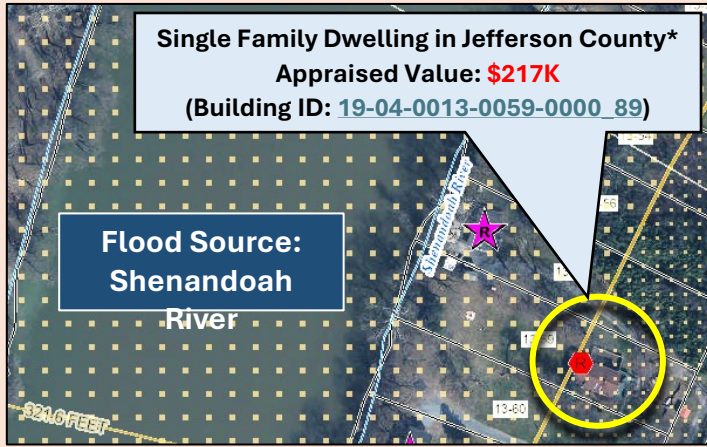 Single Family Dwelling in Jefferson County*
Appraised Value: $217K
(Building ID: 19-04-0013-0059-0000_89)
Flood Source:
Shenandoah
River
Shenandoah River
R
R
13-60
321.6 FEET